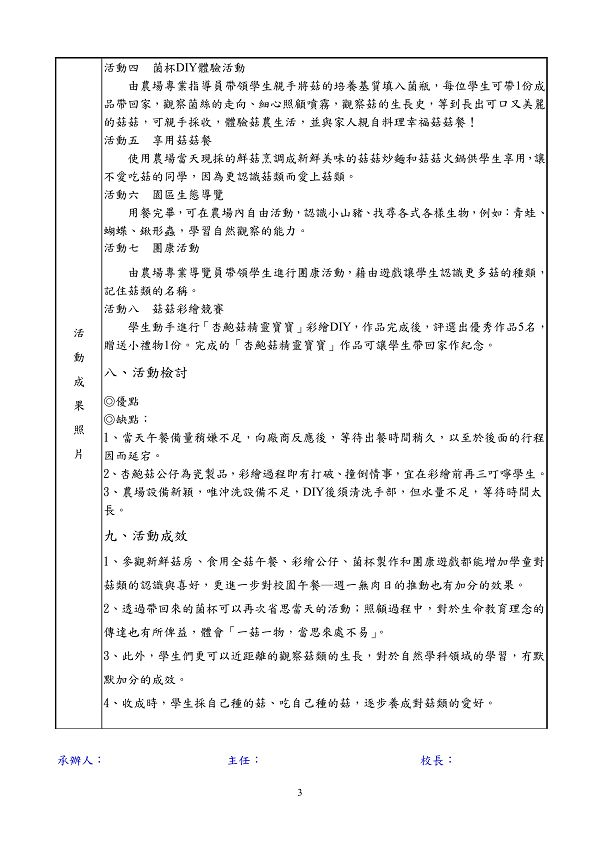 活動四　菌杯DIY體驗活動
由農場專業指導員帶領學生親手將菇的培養基質填入菌瓶，每位學生可帶1份成
品帶回家，觀察菌絲的走向、細心照顧噴霧，觀察菇的生長史，等到長出可口又美麗
的菇菇，可親手採收，體驗菇農生活，並與家人親自料理幸福菇菇餐！
活動五　享用菇菇餐
使用農場當天現採的鮮菇烹調成新鮮美味的菇菇炒麵和菇菇火鍋供學生享用，讓
不愛吃菇的同學，因為更認識菇類而愛上菇類。
活動六　園區生態導覽
用餐完畢，可在農場內自由活動，認識小山豬、找尋各式各樣生物，例如：青蛙、
蝴蝶、鍬形蟲，學習自然觀察的能力。
活動七　團康活動
由農場專業導覽員帶領學生進行團康活動，藉由遊戲讓學生認識更多菇的種類，
記住菇類的名稱。
活動八　菇菇彩繪競賽
學生動手進行「杏鮑菇精靈寶寶」彩繪DIY，作品完成後，評選出優秀作品5名，
贈送小禮物1份。完成的「杏鮑菇精靈寶寶」作品可讓學生帶回家作紀念。
八、活動檢討
◎優點
◎缺點：
1、當天午餐備量稍嫌不足，向廠商反應後，等待出餐時間稍久，以至於後面的行程
因而延宕。
2、杏鮑菇公仔為瓷製品，彩繪過程即有打破、撞倒情事，宜在彩繪前再三叮嚀學生。
3、農場設備新穎，唯沖洗設備不足，DIY後須清洗手部，但水量不足，等待時間太
長。
九、活動成效
1、參觀新鮮菇房、食用全菇午餐、彩繪公仔、菌杯製作和團康遊戲都能增加學童對
菇類的認識與喜好，更進一步對校園午餐—週一無肉日的推動也有加分的效果。
2、透過帶回來的菌杯可以再次省思當天的活動；照顧過程中，對於生命教育理念的
傳達也有所俾益，體會「一菇一物，當思來處不易」。
3、此外，學生們更可以近距離的觀察菇類的生長，對於自然學科領域的學習，有默
默加分的成效。
4、收成時，學生採自己種的菇、吃自己種的菇，逐步養成對菇類的愛好。
活
動
成
果
照
片
承辦人：　主任：　校長：
3